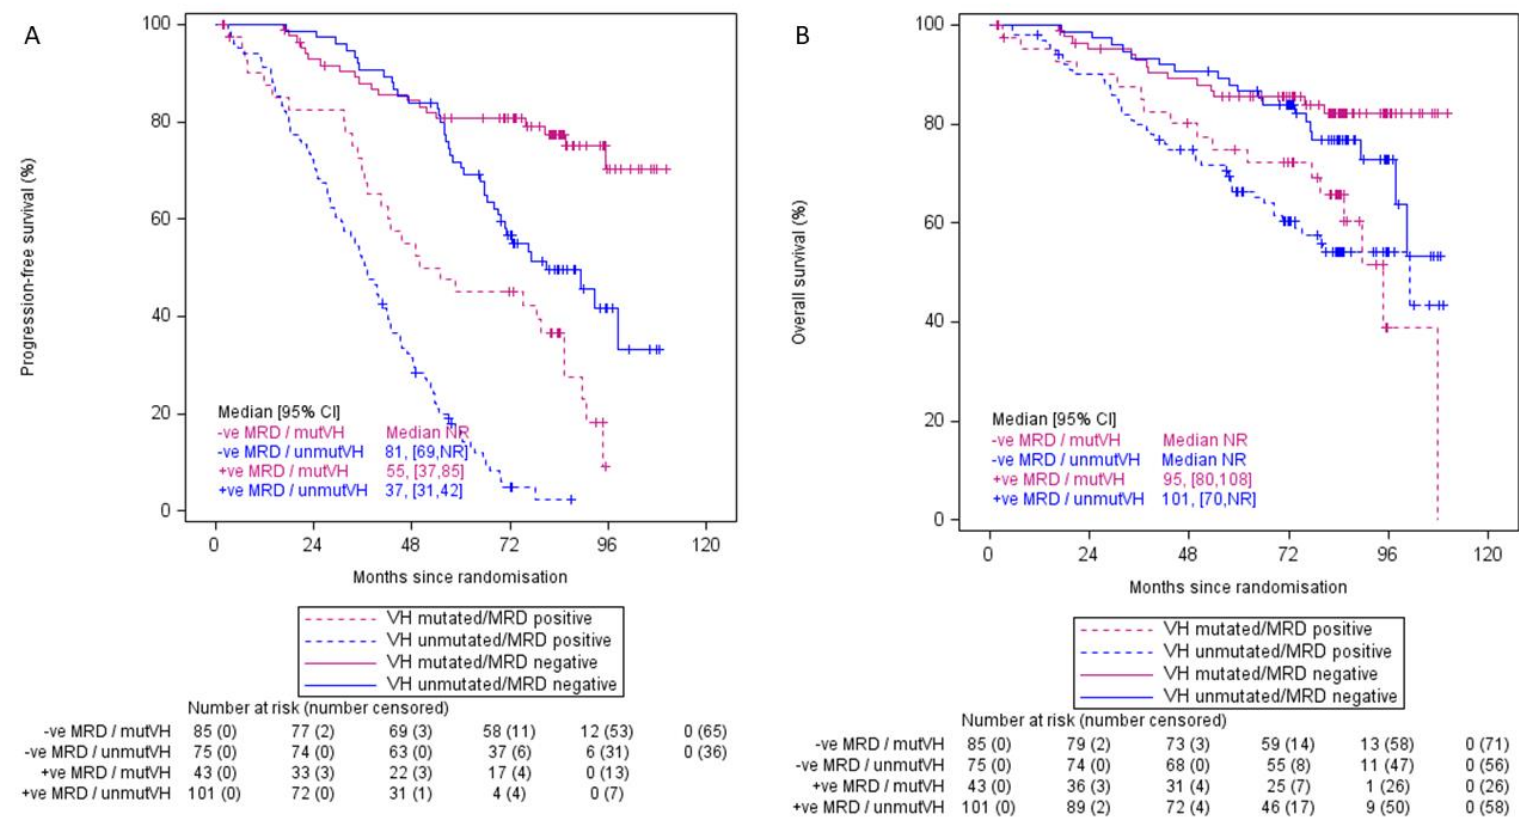 A
Progression-free survival (%)
100
80
60
40
20
0
Median [95% CI]
-ve MRD / mutVH Median NR
-ve MRD / unmutVH 81, [69,NR]
+ve MRD / mutVH 55, [37,85]
+ve MRD / unmutVH 37, [31,42]
0 24 48 72 96 120
Months since randomisation
VH mutated/MRD positive
VH unmutated/MRD positive
VH mutated/MRD negative
VH unmutated/MRD negative
Number at risk (number censored)
-ve MRD / mutVH 85 (0) 77 (2) 69 (3) 58 (11) 12 (53) 0 (65)
-ve MRD / unmutVH 75 (0) 74 (0) 63 (0) 37 (6) 6 (31) 0 (36)
+ve MRD / mutVH 43 (0) 33 (3) 22 (3) 17 (4) 0 (13)
+ve MRD / unmutVH 101 (0) 72 (0) 31 (1) 4 (4) 0 (7)
B
Overall survival (%)
100
80
60
40
20
0
Median [95% CI]
-ve MRD / mutVH Median NR
-ve MRD / unmutVH Median NR
+ve MRD / mutVH 95, [80,108]
+ve MRD / unmutVH 101, [70,NR]
0 24 48 72 96 120
Months since randomisation
VH mutated/MRD positive
VH unmutated/MRD positive
VH mutated/MRD negative
VH unmutated/MRD negative
Number at risk (number censored)
-ve MRD / mutVH 85 (0) 79 (2) 73 (3) 59 (14) 13 (58) 0 (71)
-ve MRD / unmutVH 75 (0) 74 (0) 68 (0) 55 (8) 11 (47) 0 (56)
+ve MRD / mutVH 43 (0) 36 (3) 31 (4) 25 (7) 1 (26) 0 (26)
+ve MRD / unmutVH 101 (0) 89 (2) 72 (4) 46 (17) 9 (50) 0 (58)